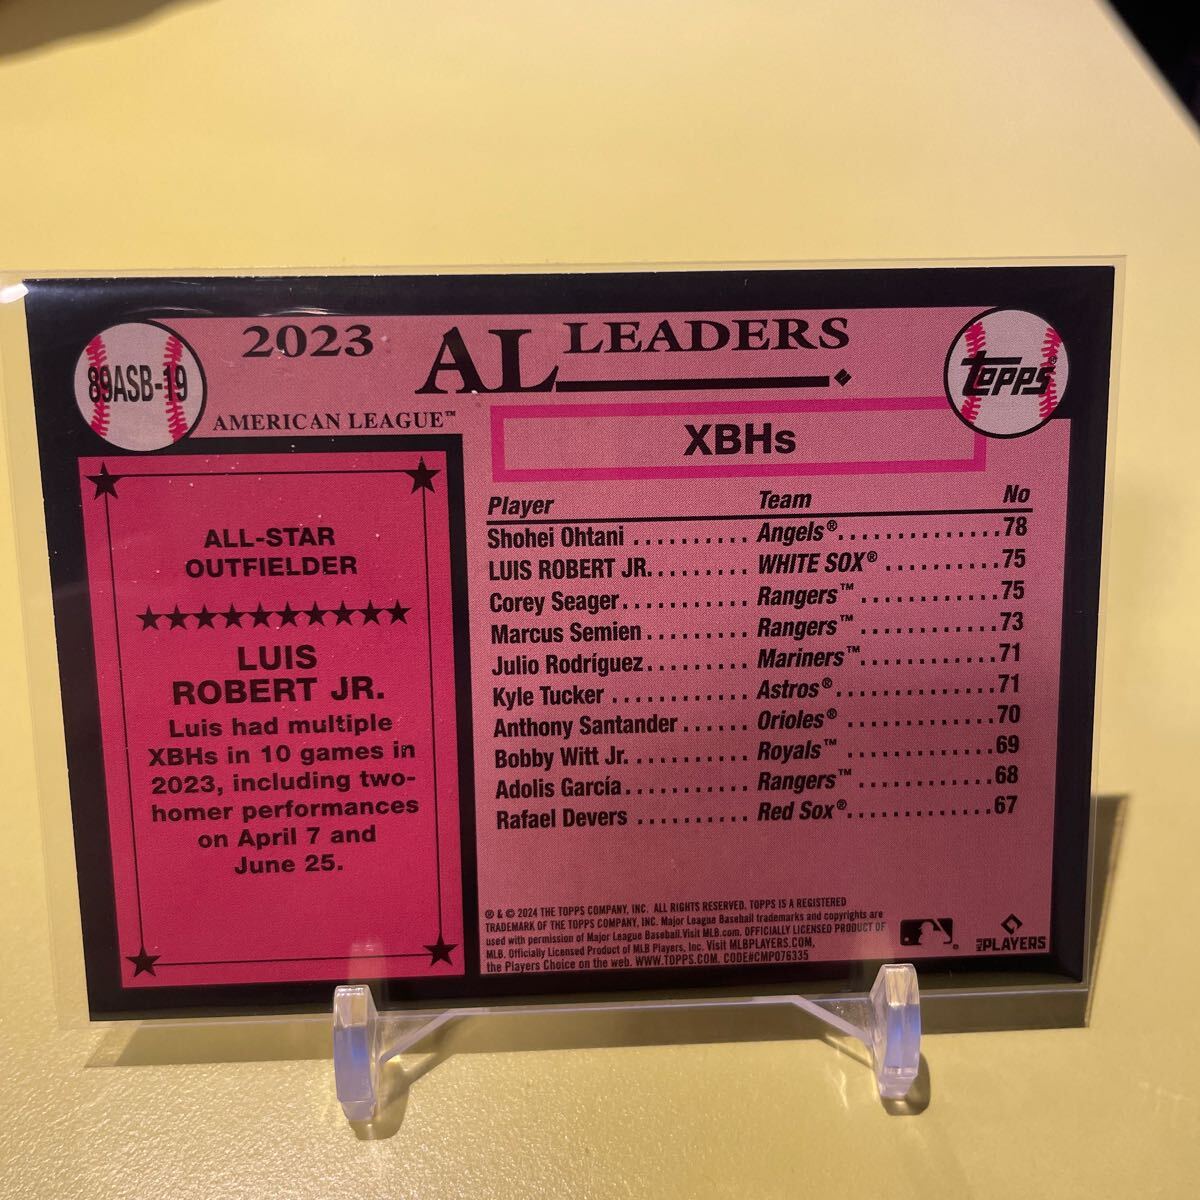 89ASB-19
2023 AL LEADERS
AMERICAN LEAGUE™
TOPPS®
ALL-STAR
OUTFIELDER
LUIS
ROBERT JR.
Luis had multiple
XBHs in 10 games in
2023, including two-
homer performances
on April 7 and
June 25.
XBHs
Player Team No
Shohei Ohtani .......... Angels®..............78
LUIS ROBERT JR.......... WHITE SOX® ..........75
Corey Seager............ Rangers™ ............75
Marcus Semien .......... Rangers™ ............73
Julio Rodríguez......... Mariners™............71
Kyle Tucker ............ Astros®..............71
Anthony Santander ...... Orioles® ............70
Bobby Witt Jr........... Royals™ .............69
Adolis García........... Rangers™.............68
Rafael Devers .......... Red Sox®.............67
® & © 2024 THE TOPPS COMPANY, INC. ALL RIGHTS RESERVED. TOPPS IS A REGISTERED
TRADEMARK OF THE TOPPS COMPANY, INC. Major League Baseball trademarks and copyrights are
used with permission of Major League Baseball. Visit MLB.com. OFFICIALLY LICENSED PRODUCT OF
MLB. Officially Licensed Product of MLB Players, Inc. Visit MLBPLAYERS.COM,
the Players Choice on the web. WWW.TOPPS.COM. CODE#CMP076335
MLB PLAYERS